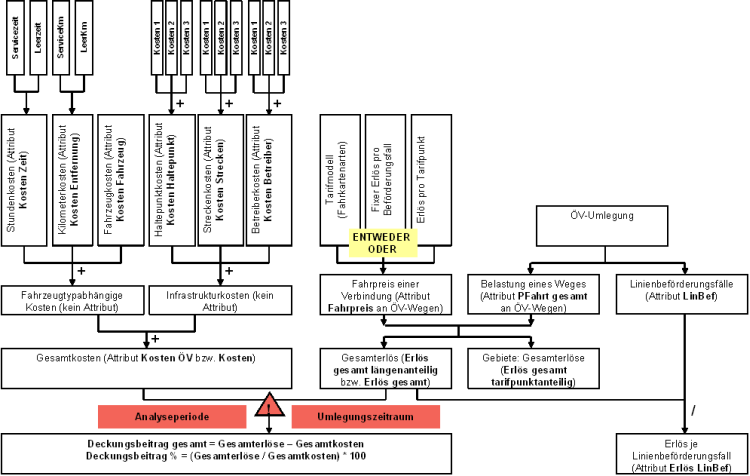 Servicezeit
Leerzeit
ServiceKm
LeerKm
Kosten 1
Kosten 2
Kosten 3
Kosten 1
Kosten 2
Kosten 3
Kosten 1
Kosten 2
Kosten 3
+
+
+
Stundenkosten (Attribut
Kosten Zeit)
Kilometerkosten (Attribut
Kosten Entfernung)
Fahrzeugkosten (Attribut
Kosten Fahrzeug)
Haltepunktkosten (Attribut
Kosten Haltepunkt)
Streckenkosten (Attribut
Kosten Strecken)
Betreiberkosten (Attribut
Kosten Betreiber)
Tarifmodell
(Fahrkartenarten)
Fixer Erlös pro
Beförderungsfall
Erlös pro Tarifpunkt
ENTWEDER
ODER
ÖV-Umlegung
+
+
Fahrzeugtypabhängige
Kosten (kein Attribut)
Infrastrukturkosten (kein
Attribut)
Fahrpreis einer
Verbindung (Attribut
Fahrpreis an ÖV-Wegen)
Belastung eines Weges
(Attribut PFahrt gesamt
an ÖV-Wegen)
Linienbeförderungsfälle
(Attribut LinBef)
+
Gesamtkosten (Attribut Kosten ÖV bzw. Kosten)
Gesamterlös (Erlös
gesamt längenanteilig
bzw. Erlös gesamt)
Gebiete: Gesamterlöse
(Erlös gesamt
tarifpunktanteilig)
Analyseperiode
!
Umlegungszeitraum
/
Deckungsbeitrag gesamt = Gesamterlöse – Gesamtkosten
Deckungsbeitrag % = (Gesamterlöse / Gesamtkosten) * 100
Erlös je
Linienbeförderungsfall
(Attribut Erlös LinBef)